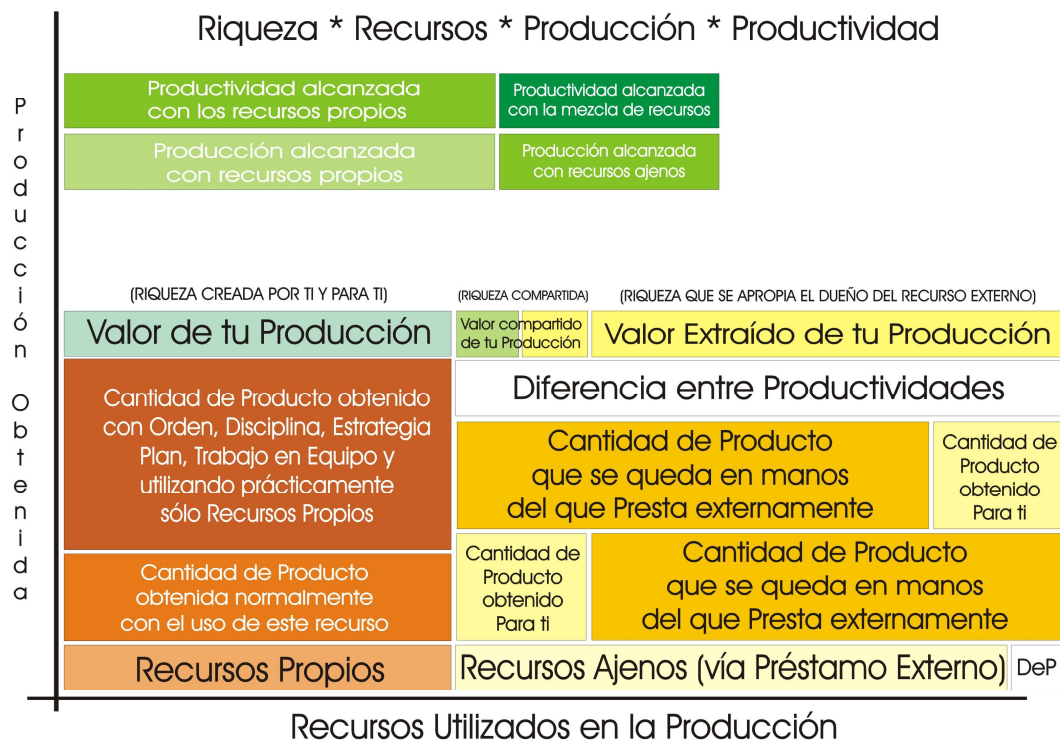 Riqueza * Recursos * Producción * Productividad
Producción Obtenida
Productividad alcanzada
con los recursos propios
Productividad alcanzada
con la mezcla de recursos
Producción alcanzada
con recursos propios
Producción alcanzada
con recursos ajenos
(RIQUEZA CREADA POR TI Y PARA TI)
(RIQUEZA COMPARTIDA)
(RIQUEZA QUE SE APROPIA EL DUEÑO DEL RECURSO EXTERNO)
Valor de tu Producción
Valor compartido
de tu Producción
Valor Extraído de tu Producción
Cantidad de Producto obtenido
con Orden, Disciplina, Estrategia
Plan, Trabajo en Equipo y
utilizando prácticamente
sólo Recursos Propios
Diferencia entre Productividades
Cantidad de Producto
que se queda en manos
del que Presta externamente
Cantidad de
Producto
obtenido
Para ti
Cantidad de Producto
obtenida normalmente
con el uso de este recurso
Cantidad de
Producto
obtenido
Para ti
Cantidad de Producto
que se queda en manos
del que Presta externamente
Recursos Propios
Recursos Ajenos (vía Préstamo Externo)
DeP
Recursos Utilizados en la Producción